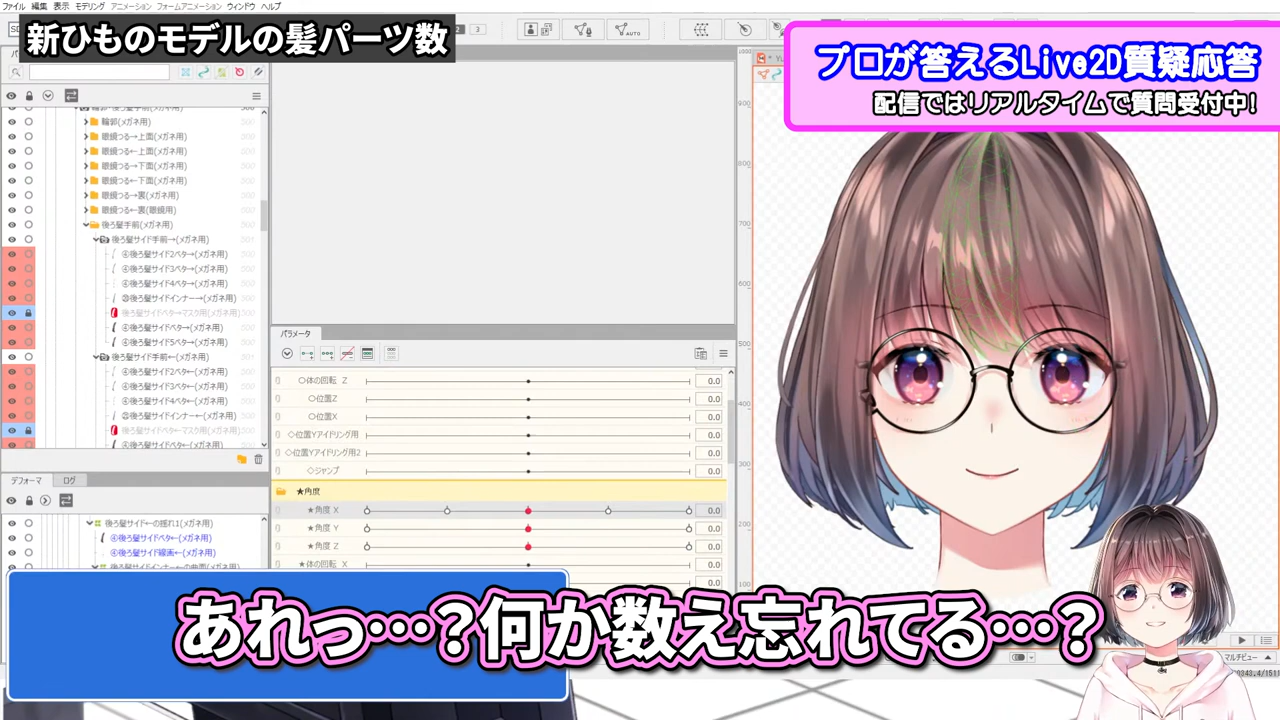 ファイル 編集 表示 モデリング アニメーション フォームアニメーション ウィンドウ ヘルプ
新ひものモデルの髪パーツ数
プロが答えるLive2D質疑応答
配信ではリアルタイムで質問受付中!
輪郭(メガネ用)
眼鏡つる→上面(メガネ用)
眼鏡つる←上面(メガネ用)
眼鏡つる→下面(メガネ用)
眼鏡つる←下面(メガネ用)
眼鏡つる→裏(メガネ用)
眼鏡つる←裏(眼鏡用)
後ろ髪手前(メガネ用)
後ろ髪サイド手前→(メガネ用)
④後ろ髪サイド2ベタ→(メガネ用)
④後ろ髪サイド3ベタ→(メガネ用)
④後ろ髪サイド4ベタ→(メガネ用)
⑳後ろ髪サイドインナー→(メガネ用)
後ろ髪サイドベタ→マスク用(メガネ用)
④後ろ髪サイドベタ→(メガネ用)
④後ろ髪サイド5ベタ→(メガネ用)
後ろ髪サイド手前←(メガネ用)
④後ろ髪サイド2ベタ←(メガネ用)
④後ろ髪サイド3ベタ←(メガネ用)
④後ろ髪サイド4ベタ←(メガネ用)
⑳後ろ髪サイドインナー←(メガネ用)
後ろ髪サイドベタ←マスク用(メガネ用)
④後ろ髪サイドベタ←(メガネ用)
デフォーマ ログ
後ろ髪サイド←の揺れ1(メガネ用)
④後ろ髪サイドベタ←(メガネ用)
④後ろ髪サイド線画←(メガネ用)
パラメータ
○体の回転 Z 0.0
○位置Z 0.0
○位置X 0.0
◇位置Yアイドリング用 0.0
◇位置Yアイドリング用2 0.0
◇ジャンプ 0.0
★角度
★角度 X 0.0
★角度 Y 0.0
★角度 Z 0.0
★体の回転 X 0.0
マルチビュー
あれっ…?何か数え忘れてる…?